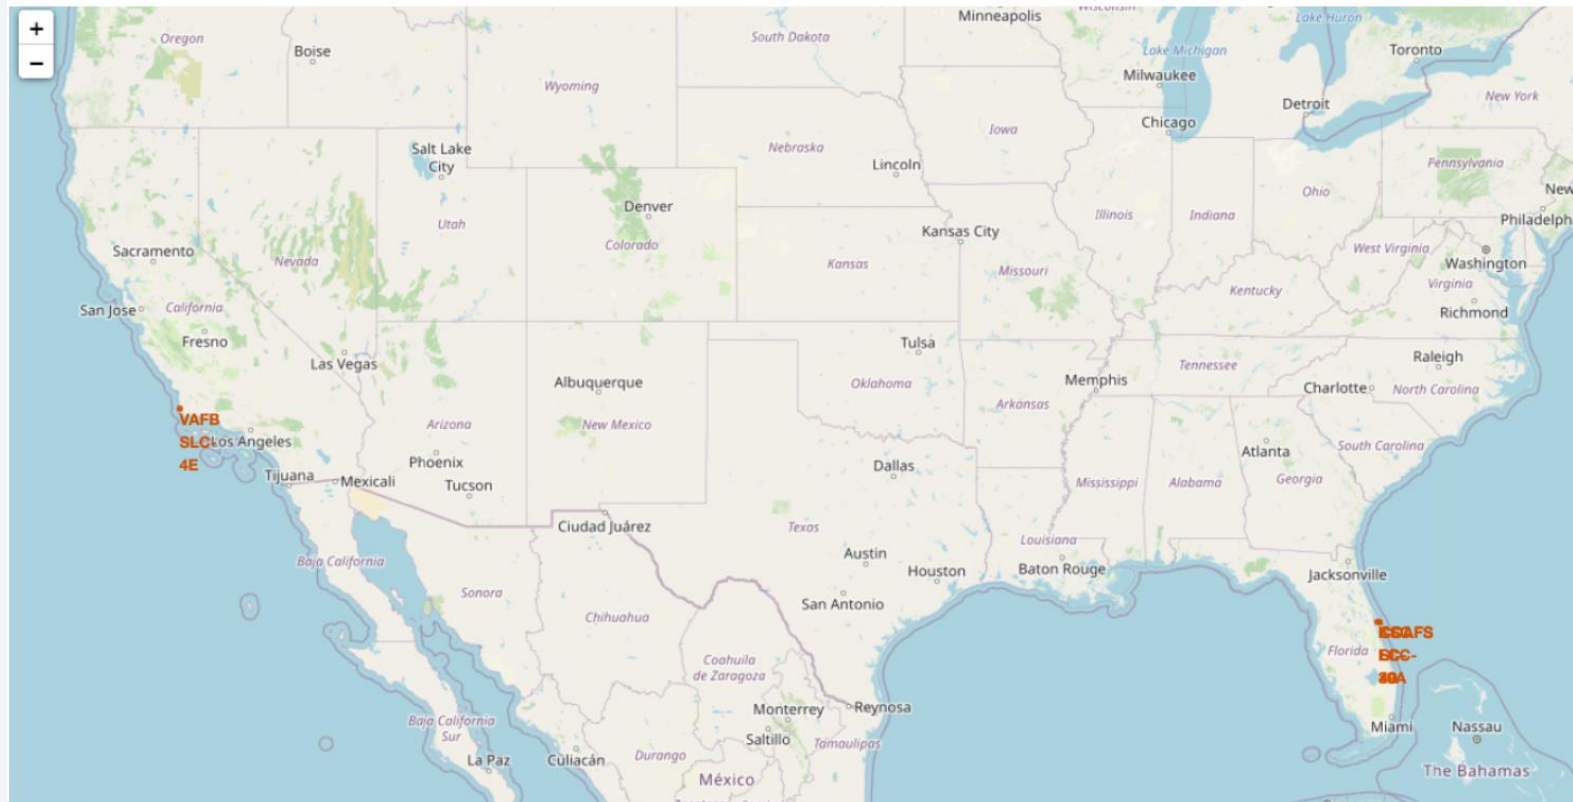 +
−
Oregon
Boise
Wyoming
South Dakota
Minneapolis
Wisconsin
Lake Huron
Lake Michigan
Toronto
Milwaukee
Detroit
New York
Chicago
Iowa
Salt Lake
City
Nebraska
Lincoln
Pennsylvania
Ohio
New
Philadelph
Denver
Utah
Colorado
Illinois
Indiana
Kansas City
Sacramento
Nevada
Kansas
Missouri
West Virginia
Washington
Virginia
Kentucky
San Jose
California
Richmond
Fresno
Las Vegas
Tulsa
Raleigh
Tennessee
Albuquerque
Oklahoma
Memphis
Charlotte
North Carolina
Arkansas
VAFB
SLC-
4E
Los Angeles
Arizona
New Mexico
Atlanta
South Carolina
Phoenix
Dallas
Tijuana
Mexicali
Tucson
Mississippi
Alabama
Georgia
Ciudad Juárez
Texas
Louisiana
Austin
Houston
Baton Rouge
Jacksonville
Baja California
Sonora
San Antonio
Chihuahua
Florida
Coahuila
de Zaragoza
Monterrey
Reynosa
Baja California
Sur
Miami
Nassau
Saltillo
Tamaulipas
La Paz
Culiacán
Durango
México
The Bahamas